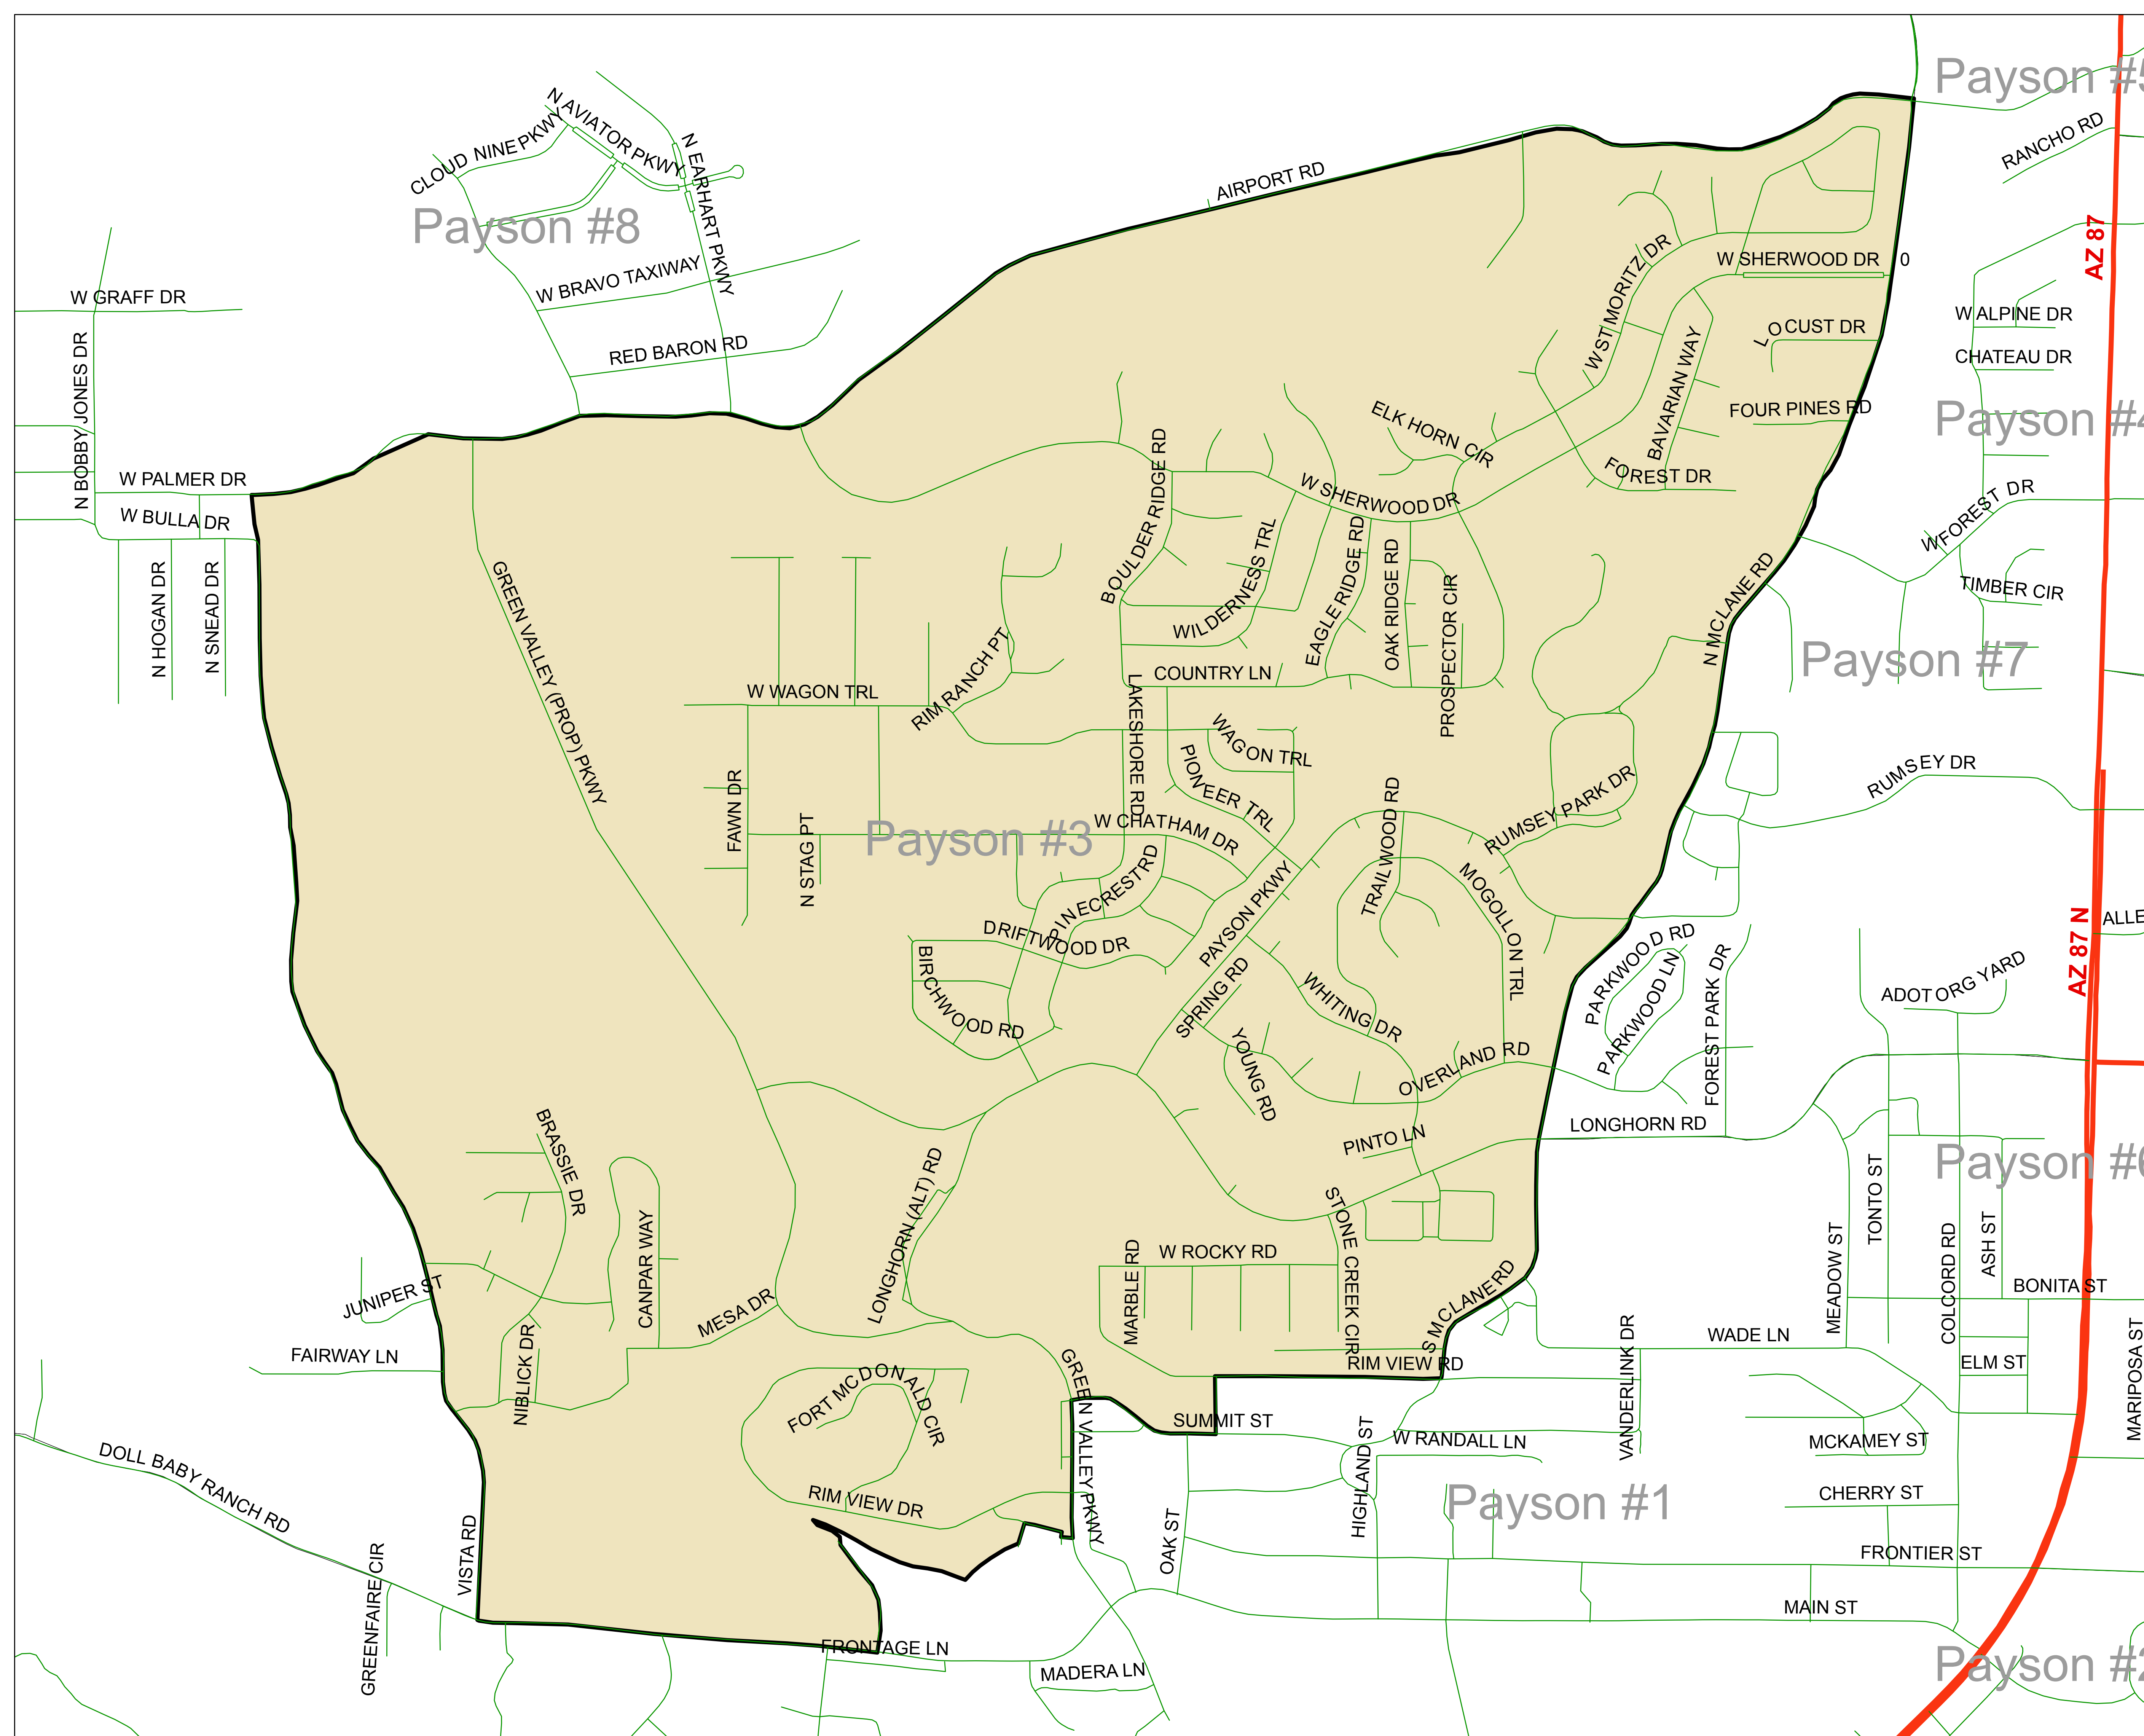 Payson #5
N AVIATOR PKWY
CLOUD NINE PKWY
N EARHART PKWY
RANCHO RD
AIRPORT RD
Payson #8
AZ 87
W SHERWOOD DR
0
W ST MORITZ DR
W BRAVO TAXIWAY
W GRAFF DR
W ALPINE DR
LOCUST DR
RED BARON RD
CHATEAU DR
N BOBBY JONES DR
BAVARIAN WAY
ELK HORN CIR
FOUR PINES RD
Payson #4
W PALMER DR
BOULDER RIDGE RD
FOREST DR
W SHERWOOD DR
W FOREST DR
W BULLA DR
WILDERNESS TRL
EAGLE RIDGE RD
OAK RIDGE RD
PROSPECTOR CIR
N HOGAN DR
N SNEAD DR
GREEN VALLEY (PROP) PKWY
N MCLANE RD
TIMBER CIR
Payson #7
COUNTRY LN
W WAGON TRL
RIM RANCH PT
LAKESHORE RD
WAGON TRL
PIONEER TRL
RUMSEY DR
FAWN DR
N STAG PT
Payson #3
W CHATHAM DR
TRAILWOOD RD
RUMSEY PARK DR
PINECREST RD
MOGOLLON TRL
PAYSON PKWY
DRIFTWOOD DR
BIRCHWOOD RD
SPRING RD
WHITING DR
YOUNG RD
PARKWOOD RD
PARKWOOD LN
FOREST PARK DR
ADOT ORG YARD
AZ 87 N
ALLE
OVERLAND RD
LONGHORN RD
PINTO LN
BRASSIE DR
LONGHORN (ALT) RD
Payson #6
TONTO ST
MEADOW ST
COLCORD RD
ASH ST
BONITA ST
CANPAR WAY
W ROCKY RD
MARBLE RD
STONE CREEK CIR
S MCLANE RD
JUNIPER ST
MESA DR
FAIRWAY LN
NIBLICK DR
RIM VIEW RD
VANDERLINK DR
WADE LN
ELM ST
MARIPOSA ST
FORT MCDONALD CIR
GREEN VALLEY PKWY
SUMMIT ST
HIGHLAND ST
W RANDALL LN
MCKAMEY ST
DOLL BABY RANCH RD
RIM VIEW DR
Payson #1
CHERRY ST
VISTA RD
OAK ST
FRONTIER ST
GREENFAIRE CIR
MAIN ST
FRONTAGE LN
MADERA LN
Payson #2